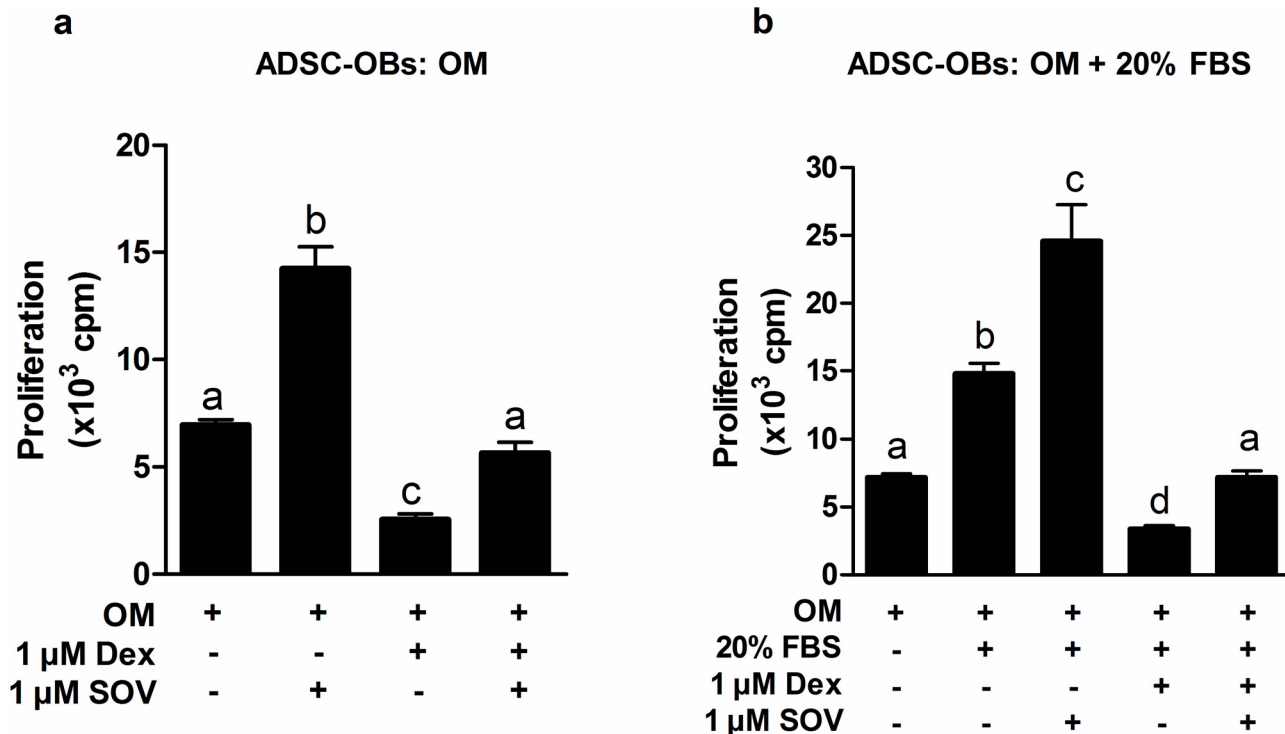 a
ADSC-OBs: OM
Proliferation
(x10³ cpm)
20
15
10
5
0
a
b
c
a
OM + + + +
1 µM Dex - - + +
1 µM SOV - + - +
b
ADSC-OBs: OM + 20% FBS
Proliferation
(x10³ cpm)
30
25
20
15
10
5
0
a
b
c
d
a
OM + + + + +
20% FBS - + + + +
1 µM Dex - - - + +
1 µM SOV - - + - +